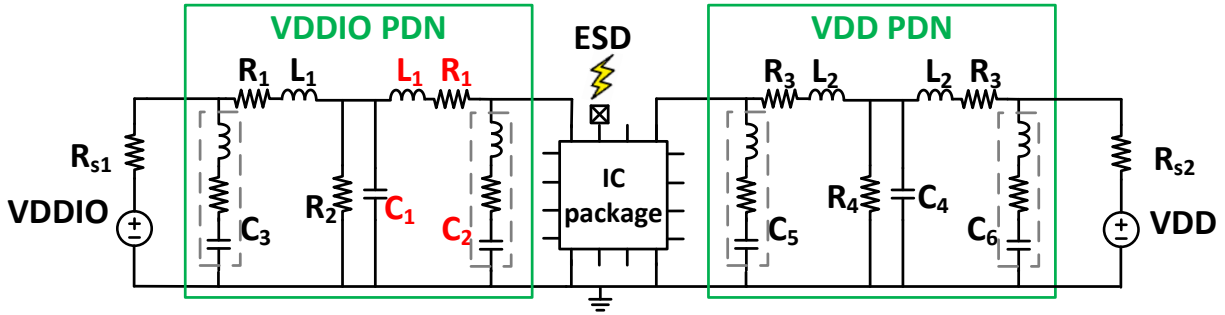 VDDIO PDN
ESD
VDD PDN
R₁ L₁ L₁ R₁
R₃ L₂ L₂ R₃
Rs1
VDDIO
+
−
C₃
R₂
C₁
C₂
IC
package
C₅
R₄
C₄
C₆
Rs2
+
−
VDD